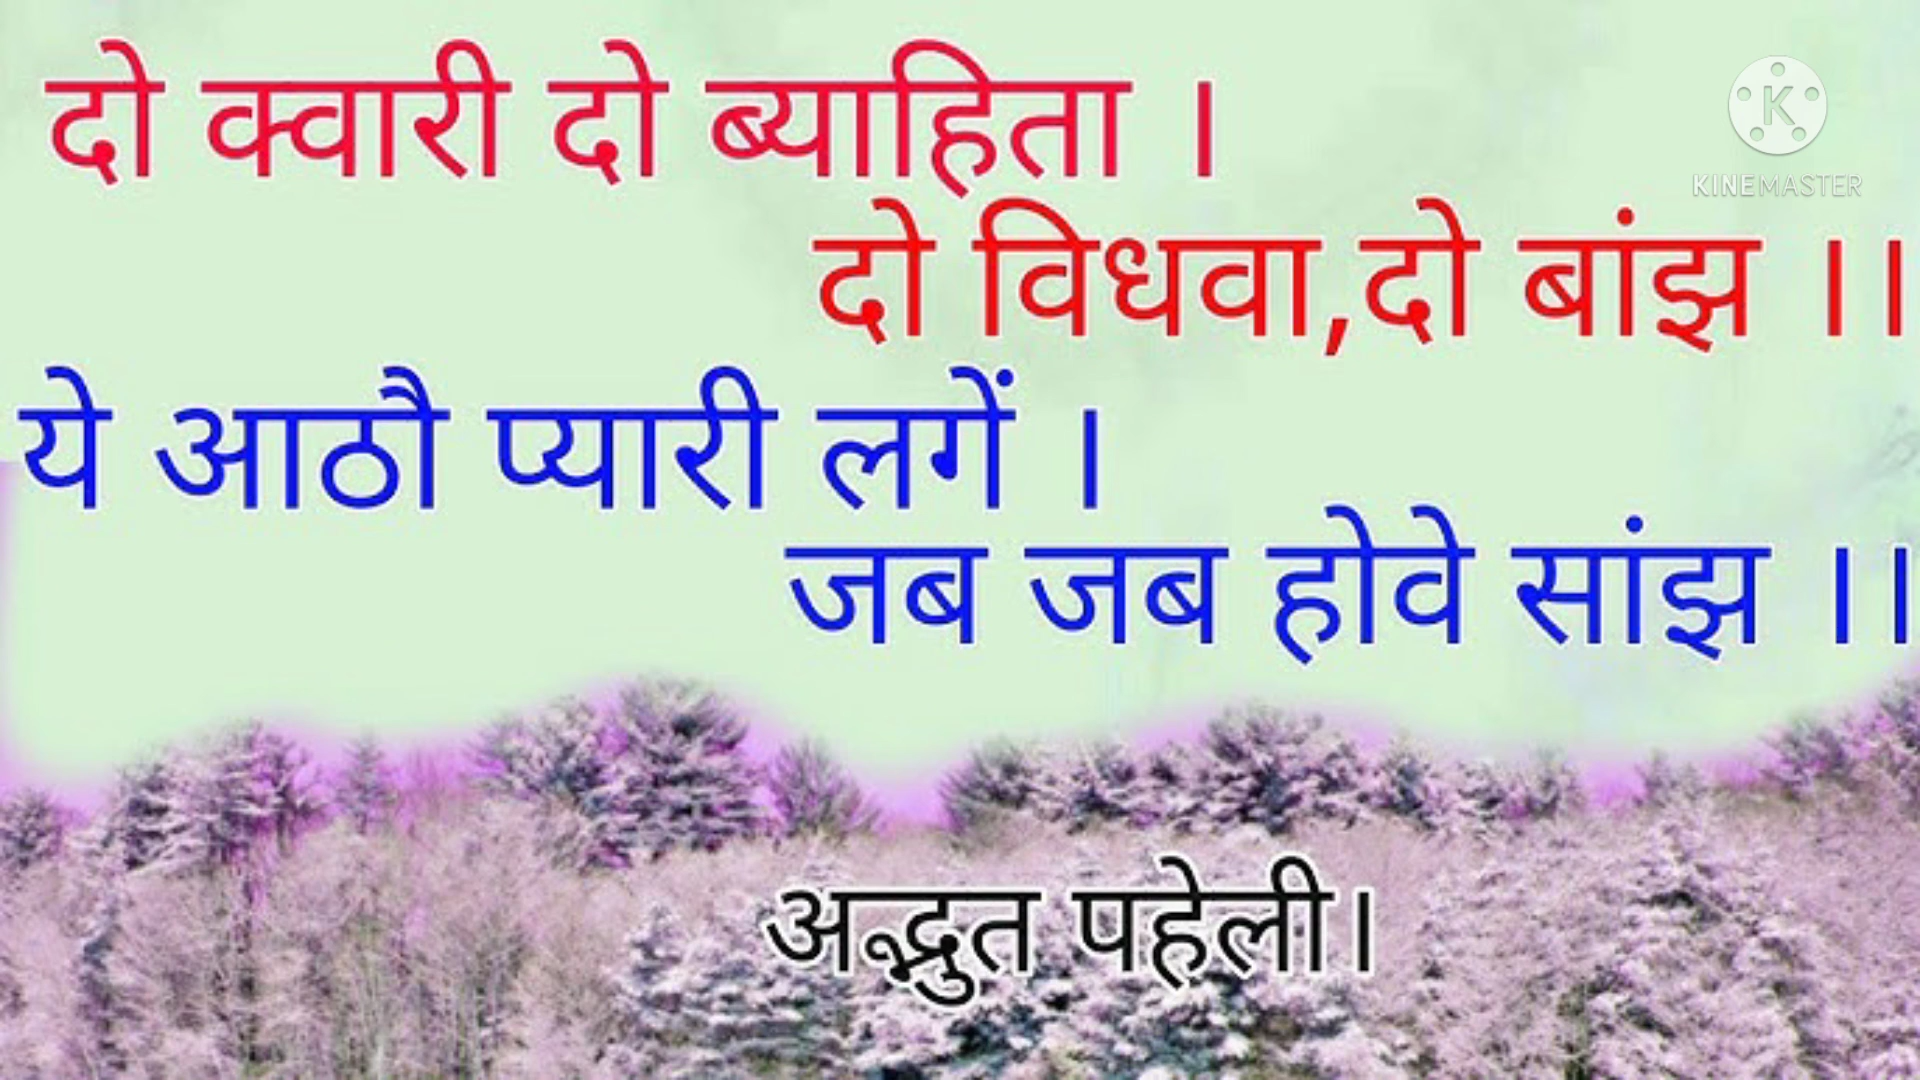 दो क्वारी दो ब्याहिता ।
KINEMASTER
दो विधवा,दो बांझ ।।
ये आठौ प्यारी लगें ।
जब जब होवे सांझ ।।
अद्भुत पहेली।